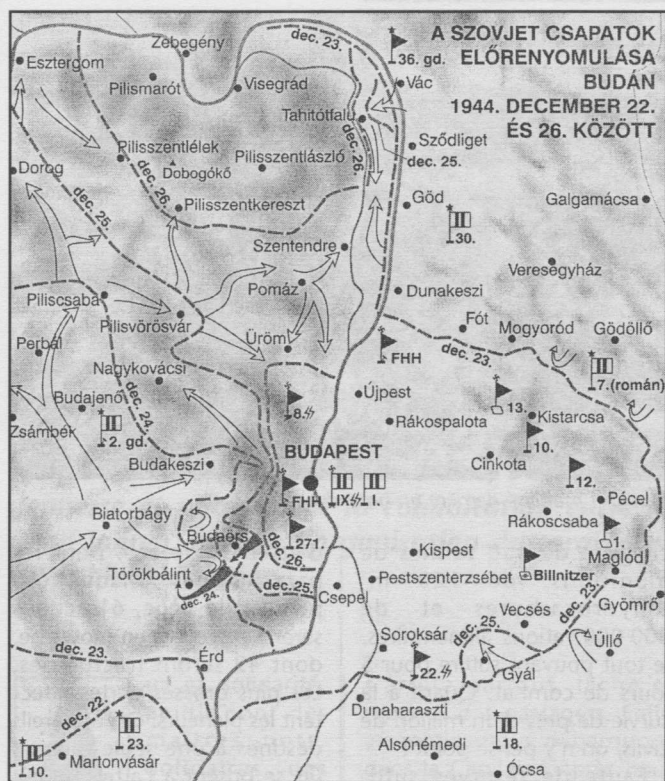 A SZOVJET CSAPATOK
ELŐRENYOMULÁSA
BUDÁN
1944. DECEMBER 22.
ÉS 26. KÖZÖTT
Zebegény
dec. 23.
36. gd.
Esztergom
Pilismarót
Visegrád
Vác
Tahitótfalu
Pilisszentlélek
Dobogókő
Pilisszentlászló
dec. 26.
Sződliget
dec. 25.
Dorog
dec. 25.
dec. 26.
Pilisszentkereszt
Göd
30.
Galgamácsa
Szentendre
Veresegyház
Piliscsaba
Pomáz
Dunakeszi
Pilisvörösvár
Fót
Mogyoród
Gödöllő
Perbál
Üröm
FHH
dec. 23.
Nagykovácsi
7.(román)
Budajenő
dec. 24.
8.
Újpest
13.
Kistarcsa
Zsámbék
2. gd.
Rákospalota
10.
BUDAPEST
Budakeszi
Cinkota
12.
FHH
IX
I.
Pécel
Biatorbágy
Rákoscsaba
1.
271.
Budaörs
Kispest
Maglód
dec. 26.
Billnitzer
Törökbálint
dec. 25.
Csepel
Pestszenterzsébet
dec. 24.
Vecsés
dec. 23.
Gyömrő
dec. 25.
dec. 23.
Soroksár
Üllő
Érd
22.
Gyál
Dunaharaszti
dec. 22.
23.
Alsónémedi
18.
10.
Martonvásár
Ócsa